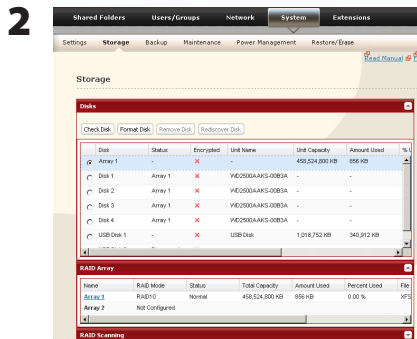 2
Shared Folders Users/Groups Network System Extensions
Settings Storage Backup Maintenance Power Management Restore/Erase
Read Manual
Storage
Disks
Check Disk Format Disk Remove Disk Rediscover Disk
Disk Status Encrypted Unit Name Unit Capacity Amount Used %
Array 1 - - 458,524,800 KB 856 KB
Disk 1 Array 1 WD2500AAKS-00B3A - -
Disk 2 Array 1 WD2500AAKS-00B3A - -
Disk 3 Array 1 WD2500AAKS-00B3A - -
Disk 4 Array 1 WD2500AAKS-00B3A - -
USB Disk 1 - USB Disk 1,018,752 KB 340,912 KB
RAID Array
Name RAID Mode Status Total Capacity Amount Used Percent Used File
Array 1 RAID10 Normal 458,524,800 KB 856 KB 0.00 % XFS
Array 2 Not Configured
RAID Scanning